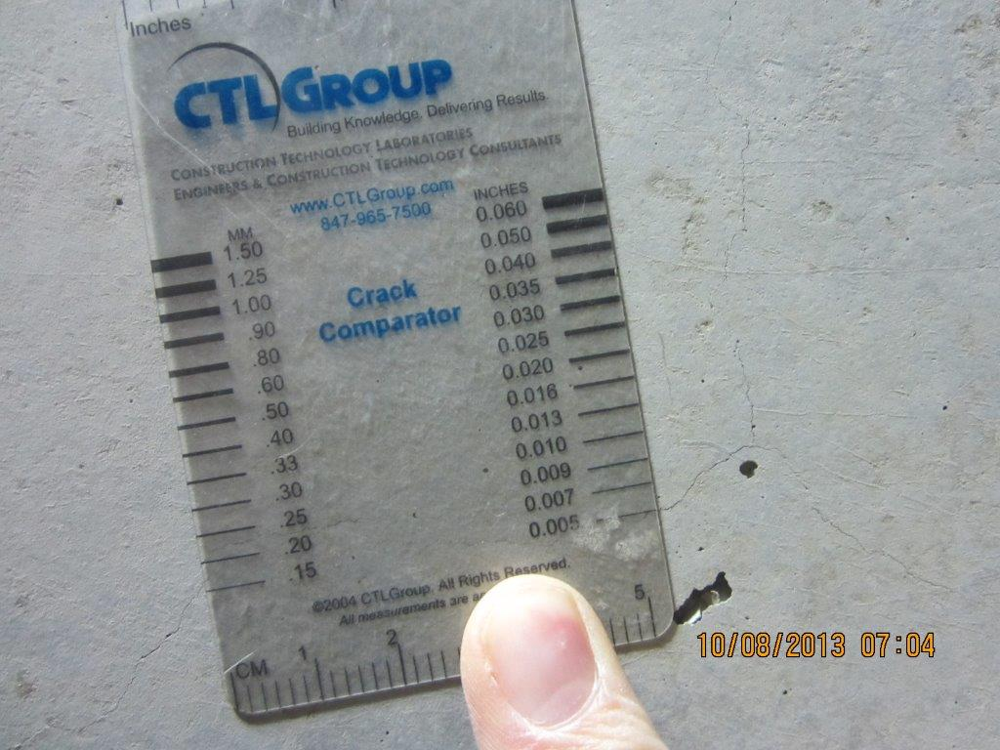 Inches
CTLGROUP
Building Knowledge. Delivering Results.
CONSTRUCTION TECHNOLOGY LABORATORIES
ENGINEERS & CONSTRUCTION TECHNOLOGY CONSULTANTS
www.CTLGroup.com
847-965-7500
MM
1.50
1.25
1.00
.90
.80
.60
.50
.40
.33
.30
.25
.20
.15
INCHES
0.060
0.050
0.040
0.035
0.030
0.025
0.020
0.016
0.013
0.010
0.009
0.007
0.005
Crack
Comparator
©2004 CTLGroup. All Rights Reserved.
All measurements are
CM 1 2 5
10/08/2013 07:04